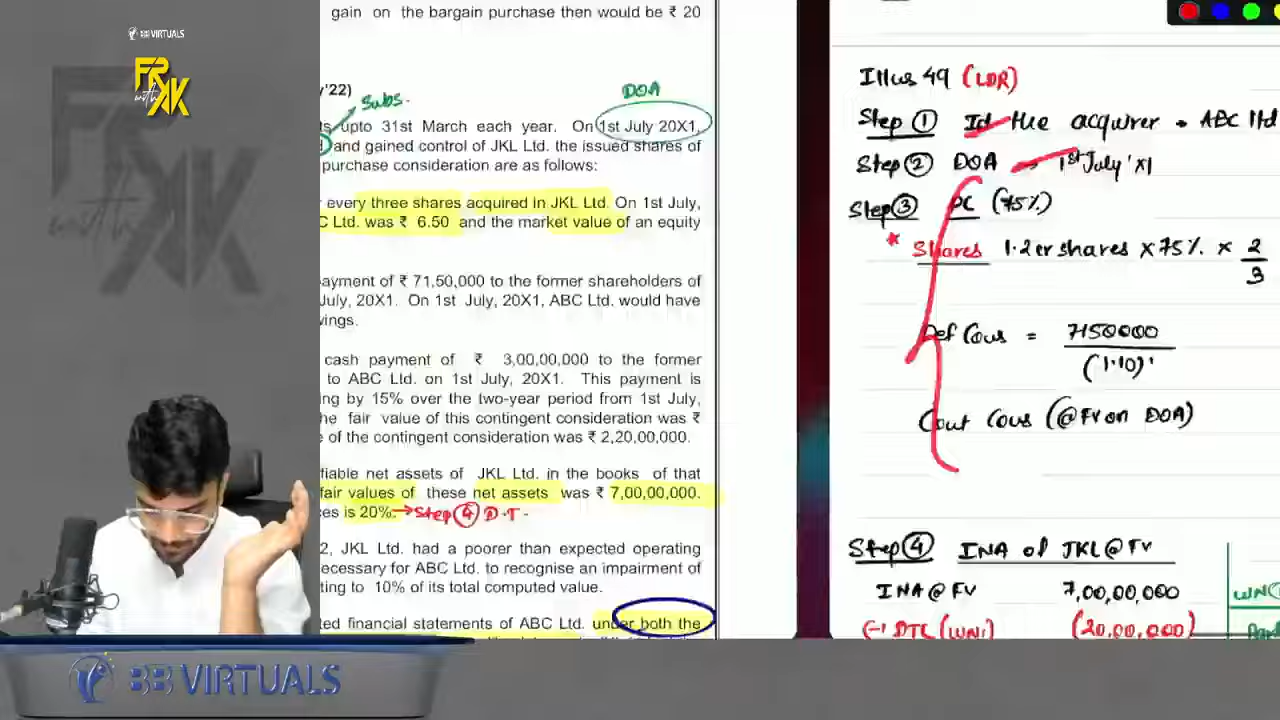 BB VIRTUALS
FR
with
AK
gain on the bargain purchase then would be ₹ 20
'22)
Subs.
DOA
upto 31st March each year. On 1st July 20X1,
and gained control of JKL Ltd. the issued shares of
purchase consideration are as follows:
every three shares acquired in JKL Ltd. On 1st July,
C Ltd. was ₹ 6.50 and the market value of an equity
ayment of ₹ 71,50,000 to the former shareholders of
July, 20X1. On 1st July, 20X1, ABC Ltd. would have
cash payment of ₹ 3,00,00,000 to the former
to ABC Ltd. on 1st July, 20X1. This payment is
ng by 15% over the two-year period from 1st July,
he fair value of this contingent consideration was ₹
of the contingent consideration was ₹ 2,20,00,000.
fiable net assets of JKL Ltd. in the books of that
fair values of these net assets was ₹ 7,00,00,000.
ces is 20%. → Step ④ D.T.
2, JKL Ltd. had a poorer than expected operating
ecessary for ABC Ltd. to recognise an impairment of
ting to 10% of its total computed value.
ted financial statements of ABC Ltd. under both the
Illus 49 (LDR)
Step ① Id the acquirer = ABC ltd
Step ② DOA → 1st July'X1
Step ③ PC (75%)
* Shares 1.2 cr shares × 75% × 2/3
Def Cons = 7150000/(1.10)¹
Cont Cons (@FV on DOA)
Step ④ INA of JKL @ FV
INA @ FV 7,00,00,000
(-) DTL (WN1) (20,00,000)
BB VIRTUALS